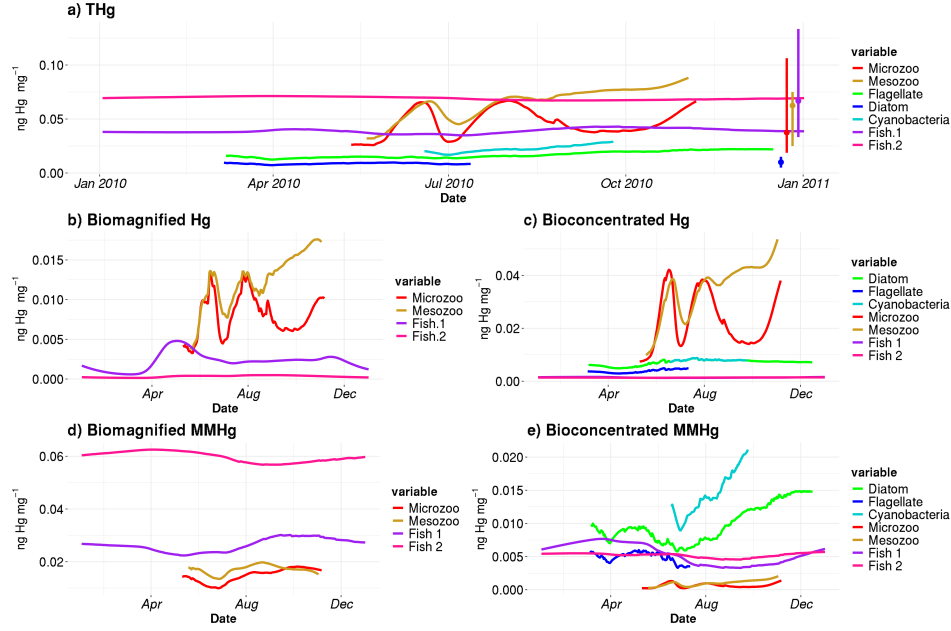 a) THg
ng Hg mg⁻¹
0.10
0.05
0.00
Jan 2010
Apr 2010
Jul 2010
Oct 2010
Jan 2011
Date
variable
Microzoo
Mesozoo
Flagellate
Diatom
Cyanobacteria
Fish.1
Fish.2
b) Biomagnified Hg
ng Hg mg⁻¹
0.015
0.010
0.005
0.000
Apr
Aug
Dec
Date
variable
Microzoo
Mesozoo
Fish.1
Fish.2
c) Bioconcentrated Hg
ng Hg mg⁻¹
0.04
0.02
0.00
Apr
Aug
Dec
Date
variable
Diatom
Flagellate
Cyanobacteria
Microzoo
Mesozoo
Fish 1
Fish 2
d) Biomagnified MMHg
ng Hg mg⁻¹
0.06
0.04
0.02
Apr
Aug
Dec
Date
variable
Microzoo
Mesozoo
Fish 1
Fish 2
e) Bioconcentrated MMHg
ng Hg mg⁻¹
0.020
0.015
0.010
0.005
0.000
Apr
Aug
Dec
Date
variable
Diatom
Flagellate
Cyanobacteria
Microzoo
Mesozoo
Fish 1
Fish 2